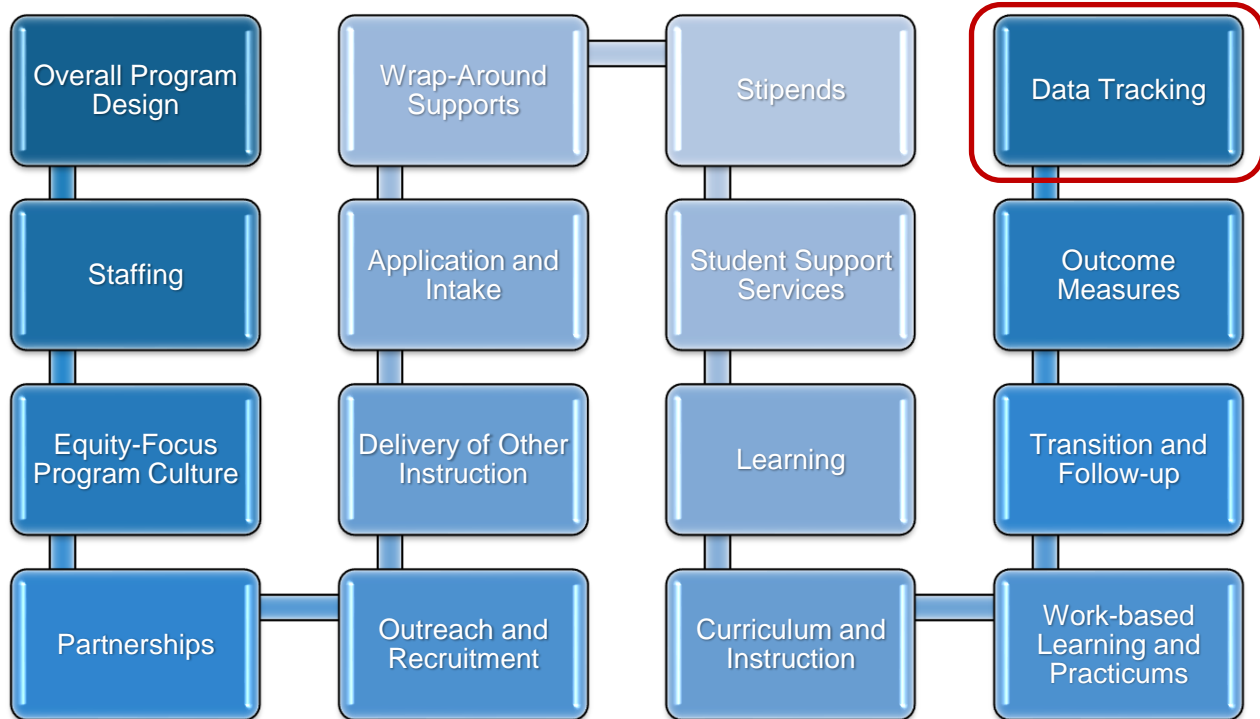 Overall Program
Design
Staffing
Equity-Focus
Program Culture
Partnerships
Outreach and
Recruitment
Delivery of Other
Instruction
Application and
Intake
Wrap-Around
Supports
Stipends
Student Support
Services
Learning
Curriculum and
Instruction
Work-based
Learning and
Practicums
Transition and
Follow-up
Outcome
Measures
Data Tracking